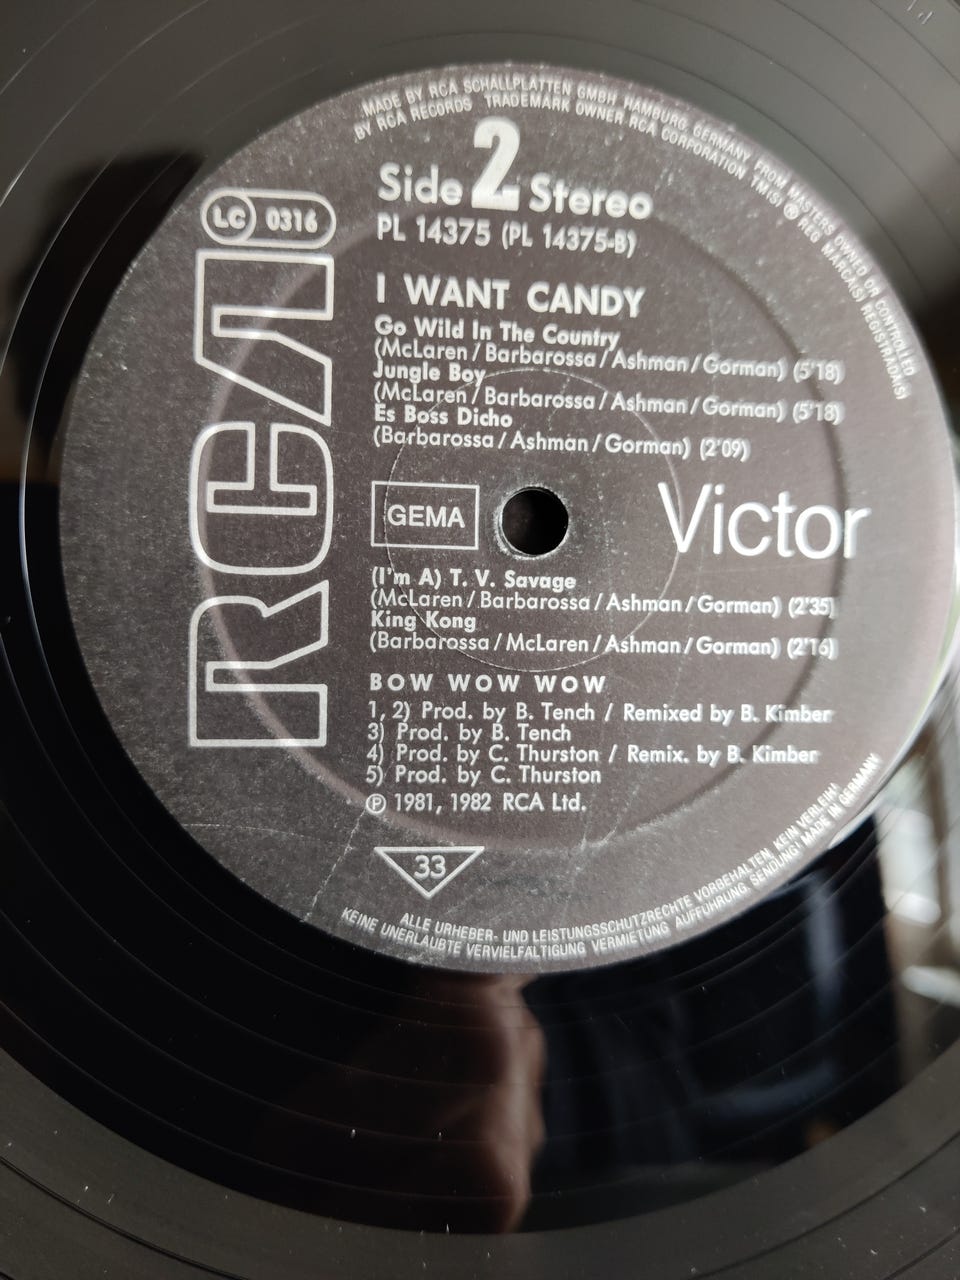 MADE BY RCA SCHALLPLATTEN GMBH, HAMBURG, GERMANY FROM MASTERS OWNED OR CONTROLLED
BY RCA RECORDS TRADEMARK OWNER RCA CORPORATION TM(S) ® REG MARCA(S) REGISTRADA(S)
Side 2 Stereo
PL 14375 (PL 14375-B)
LC 0316
RCA
I WANT CANDY
Go Wild In The Country
(McLaren / Barbarossa / Ashman / Gorman) (5'18)
Jungle Boy
(McLaren / Barbarossa / Ashman / Gorman) (5'18)
Es Boss Dicho
(Barbarossa / Ashman / Gorman) (2'09)
GEMA
Victor
(I'm A) T. V. Savage
(McLaren / Barbarossa / Ashman / Gorman) (2'35)
King Kong
(Barbarossa / McLaren / Ashman / Gorman) (2'16)
BOW WOW WOW
1, 2) Prod. by B. Tench / Remixed by B. Kimber
3) Prod. by B. Tench
4) Prod. by C. Thurston / Remix. by B. Kimber
5) Prod. by C. Thurston
℗ 1981, 1982 RCA Ltd.
33
ALLE URHEBER- UND LEISTUNGSSCHUTZRECHTE VORBEHALTEN, KEIN VERLEIH!
KEINE UNERLAUBTE VERVIELFÄLTIGUNG VERMIETUNG, AUFFÜHRUNG, SENDUNG! MADE IN GERMANY